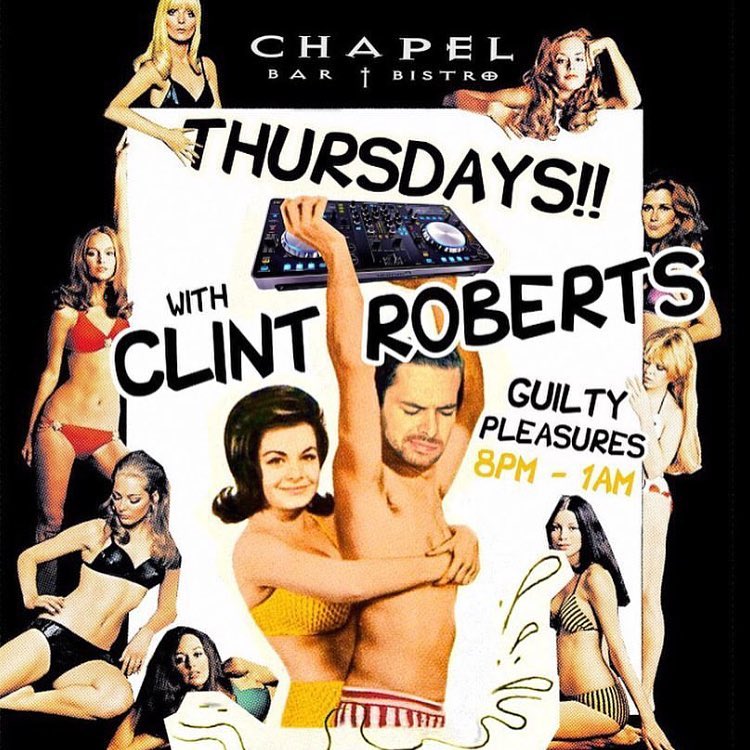 CHAPEL
BAR † BISTRO
THURSDAYS!!
WITH
CLINT ROBERTS
GUILTY
PLEASURES
8PM - 1AM